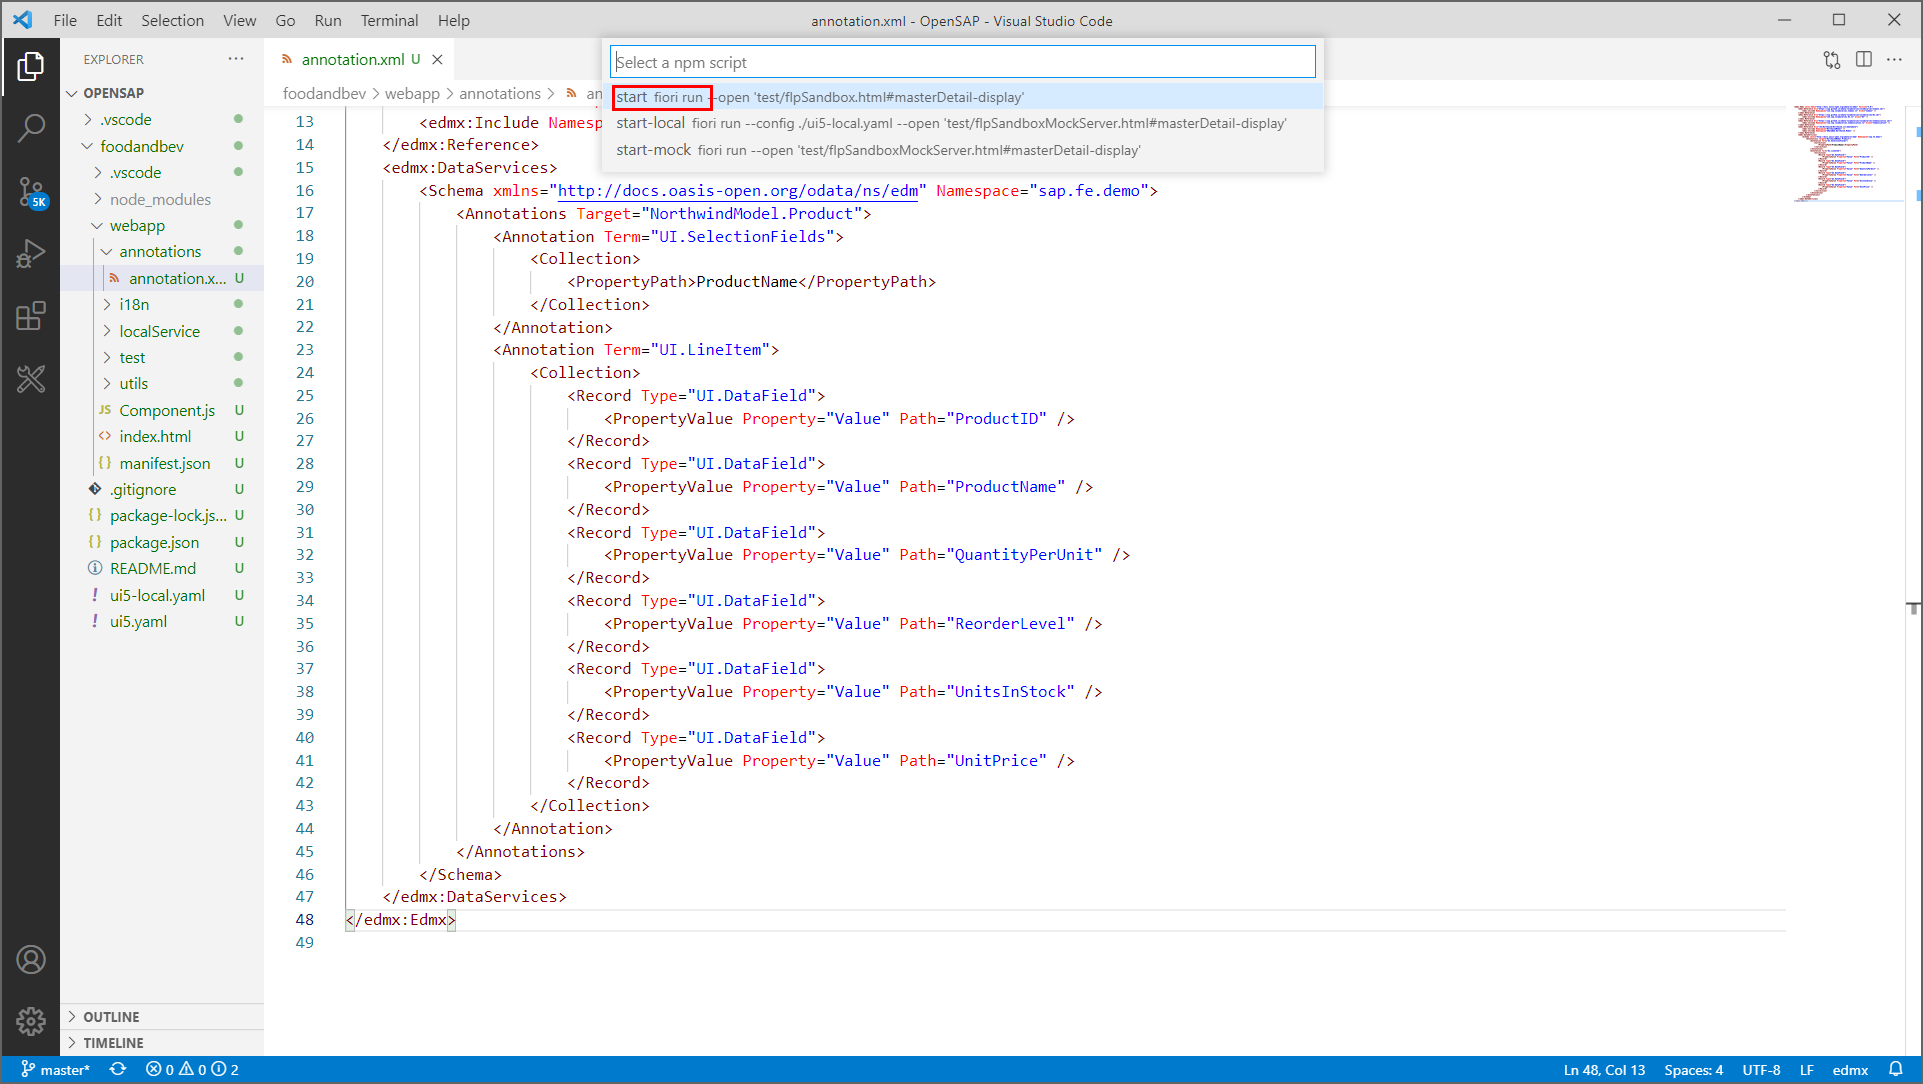 File Edit Selection View Go Run Terminal Help
annotation.xml - OpenSAP - Visual Studio Code
EXPLORER
OPENSAP
.vscode
foodandbev
.vscode
node_modules
webapp
annotations
annotation.x... U
i18n
localService
test
utils
JS Component.js U
<> index.html U
{} manifest.json U
.gitignore U
{} package-lock.js... U
{} package.json U
README.md U
! ui5-local.yaml U
! ui5.yaml U
OUTLINE
TIMELINE
5K
annotation.xml U
foodandbev > webapp > annotations > an
Select a npm script
start fiori run --open 'test/flpSandbox.html#masterDetail-display'
start-local fiori run --config ./ui5-local.yaml --open 'test/flpSandboxMockServer.html#masterDetail-display'
start-mock fiori run --open 'test/flpSandboxMockServer.html#masterDetail-display'
13 <edmx:Include Namesp
14 </edmx:Reference>
15 <edmx:DataServices>
16 <Schema xmlns="http://docs.oasis-open.org/odata/ns/edm" Namespace="sap.fe.demo">
17 <Annotations Target="NorthwindModel.Product">
18 <Annotation Term="UI.SelectionFields">
19 <Collection>
20 <PropertyPath>ProductName</PropertyPath>
21 </Collection>
22 </Annotation>
23 <Annotation Term="UI.LineItem">
24 <Collection>
25 <Record Type="UI.DataField">
26 <PropertyValue Property="Value" Path="ProductID" />
27 </Record>
28 <Record Type="UI.DataField">
29 <PropertyValue Property="Value" Path="ProductName" />
30 </Record>
31 <Record Type="UI.DataField">
32 <PropertyValue Property="Value" Path="QuantityPerUnit" />
33 </Record>
34 <Record Type="UI.DataField">
35 <PropertyValue Property="Value" Path="ReorderLevel" />
36 </Record>
37 <Record Type="UI.DataField">
38 <PropertyValue Property="Value" Path="UnitsInStock" />
39 </Record>
40 <Record Type="UI.DataField">
41 <PropertyValue Property="Value" Path="UnitPrice" />
42 </Record>
43 </Collection>
44 </Annotation>
45 </Annotations>
46 </Schema>
47 </edmx:DataServices>
48 </edmx:Edmx>
49
master* 0 0 2
Ln 48, Col 13 Spaces: 4 UTF-8 LF edmx